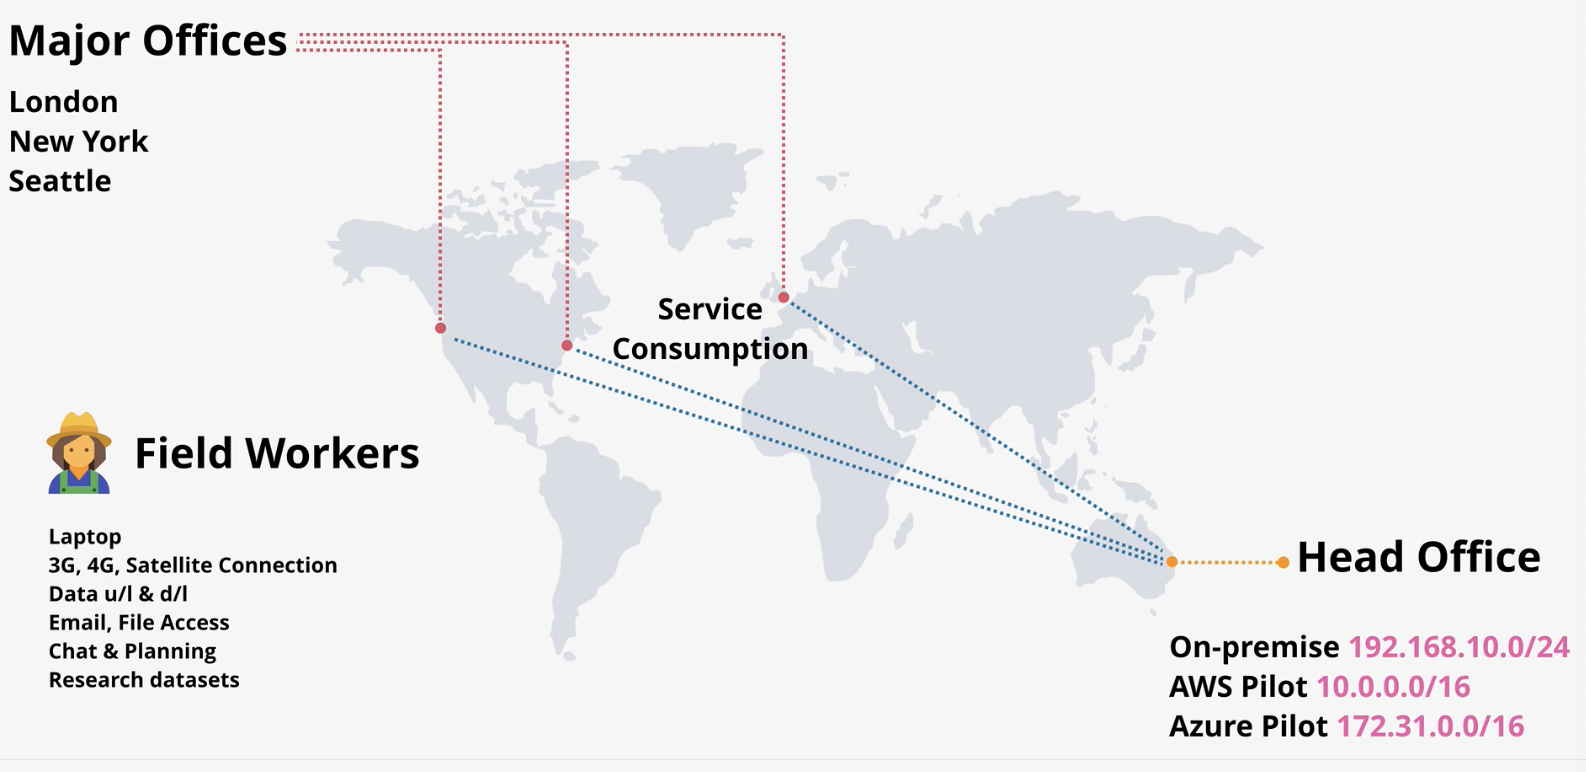 Major Offices
London
New York
Seattle
Service
Consumption
Field Workers
Laptop
3G, 4G, Satellite Connection
Data u/l & d/l
Email, File Access
Chat & Planning
Research datasets
Head Office
On-premise 192.168.10.0/24
AWS Pilot 10.0.0.0/16
Azure Pilot 172.31.0.0/16